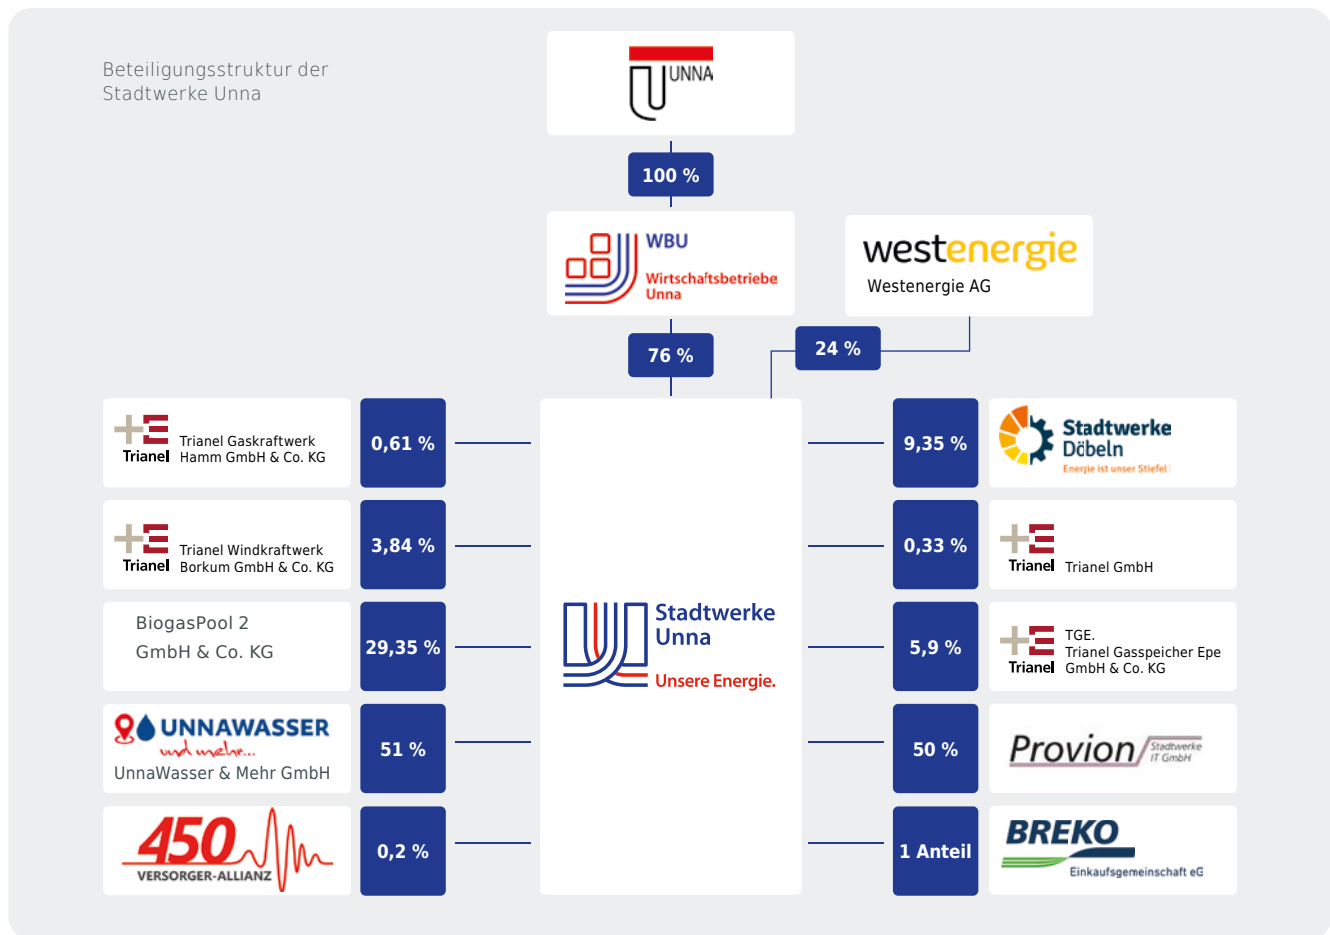 Beteiligungsstruktur der
Stadtwerke Unna
UNNA
100 %
WBU
Wirtschaftsbetriebe
Unna
westenergie
Westenergie AG
76 %
24 %
Trianel
Trianel Gaskraftwerk
Hamm GmbH & Co. KG
0,61 %
Trianel
Trianel Windkraftwerk
Borkum GmbH & Co. KG
3,84 %
BiogasPool 2
GmbH & Co. KG
29,35 %
UNNAWASSER
und mehr...
UnnaWasser & Mehr GmbH
51 %
450
VERSORGER-ALLIANZ
0,2 %
Stadtwerke
Unna
Unsere Energie.
9,35 %
Stadtwerke
Döbeln
Energie ist unser Stiefel
0,33 %
Trianel
Trianel GmbH
5,9 %
Trianel
TGE.
Trianel Gasspeicher Epe
GmbH & Co. KG
50 %
Provion
Stadtwerke
IT GmbH
1 Anteil
BREKO
Einkaufsgemeinschaft eG